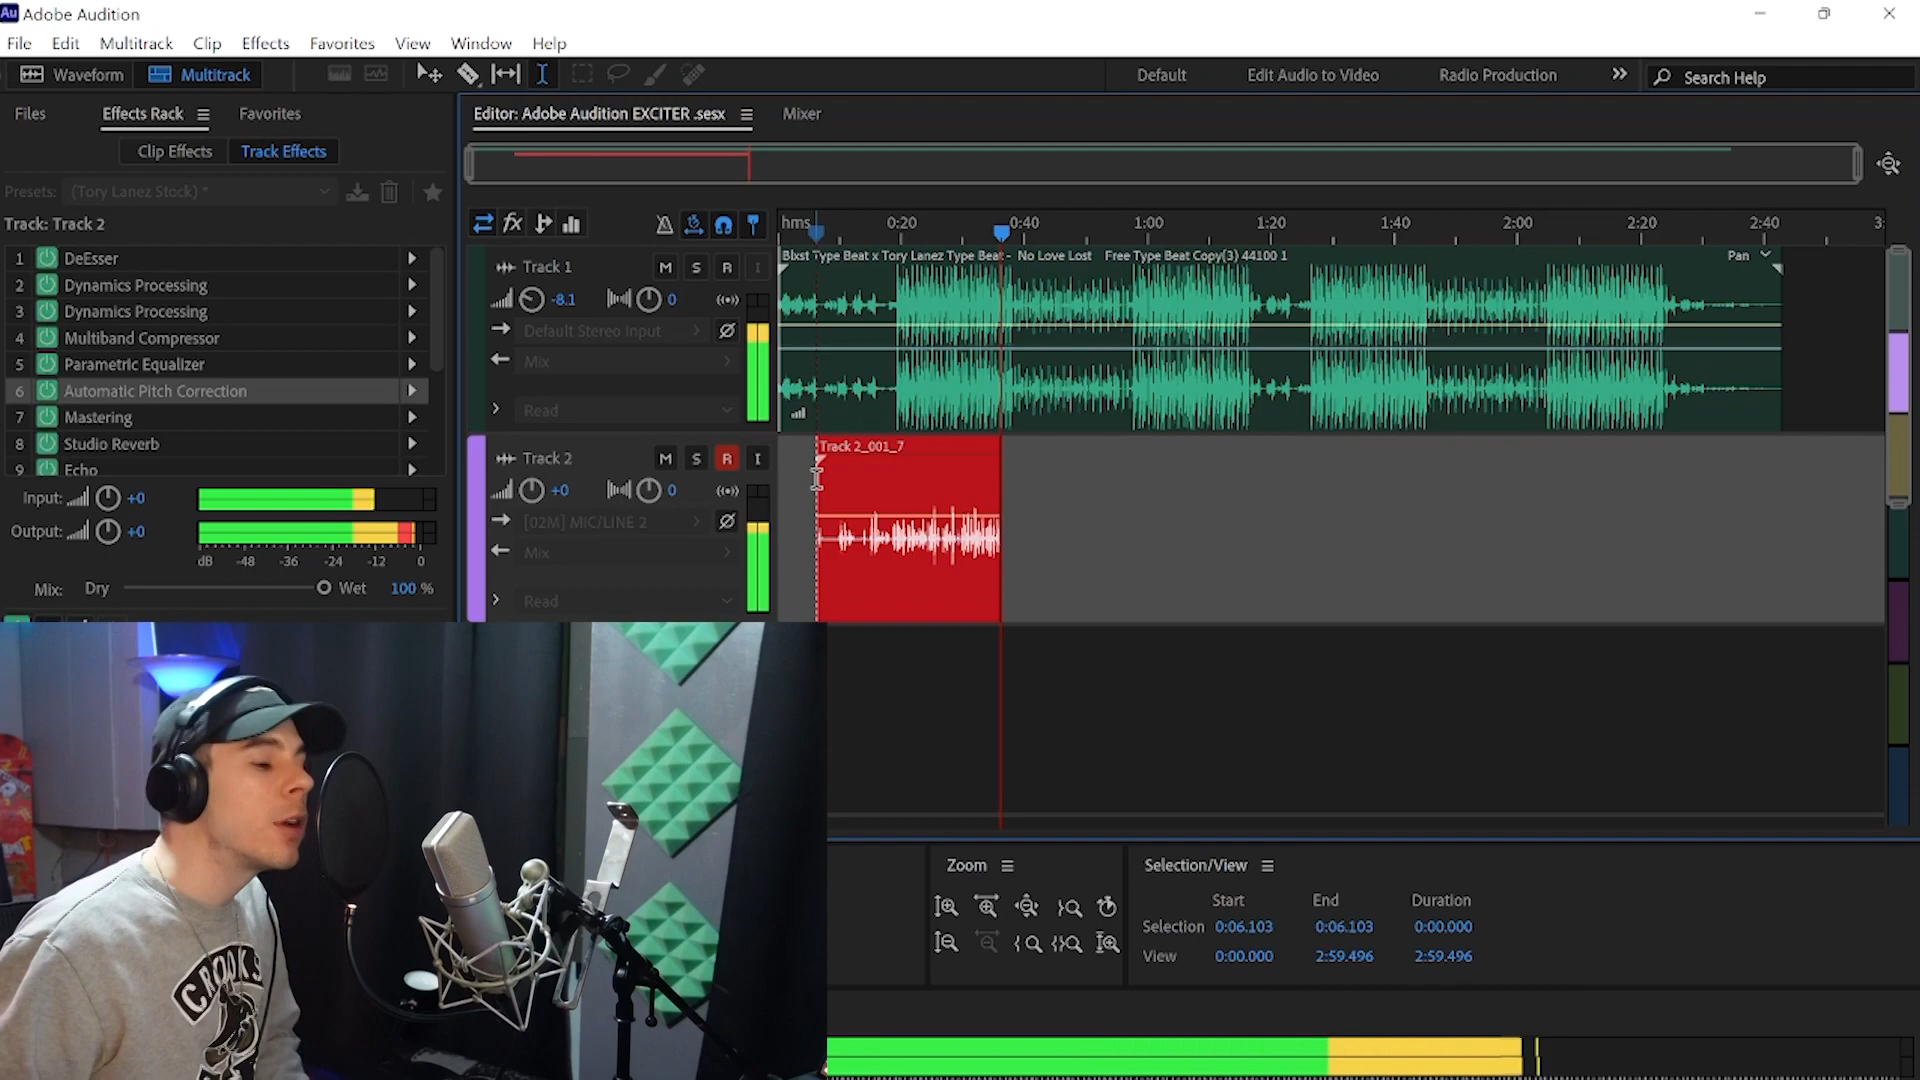 Au Adobe Audition
File Edit Multitrack Clip Effects Favorites View Window Help
Waveform Multitrack Default Edit Audio to Video Radio Production Search Help
Files Effects Rack Favorites
Clip Effects Track Effects
Presets: (Tory Lanez Stock) *
Track: Track 2
1 DeEsser
2 Dynamics Processing
3 Dynamics Processing
4 Multiband Compressor
5 Parametric Equalizer
6 Automatic Pitch Correction
7 Mastering
8 Studio Reverb
9 Echo
Input: +0
Output: +0
dB -48 -36 -24 -12 0
Mix: Dry Wet 100 %
Editor: Adobe Audition EXCITER .sesx Mixer
fx hms 0:20 0:40 1:00 1:20 1:40 2:00 2:20 2:40 3:
Track 1 M S R I
-8.1 0
Default Stereo Input
Mix
Read
Blxst Type Beat x Tory Lanez Type Beat - No Love Lost Free Type Beat Copy(3) 44100 1 Pan
Track 2 M S R I
+0 0
[02M] MIC/LINE 2
Mix
Read
Track 2_001_7
CROOKS
Zoom
Selection/View
Start End Duration
Selection 0:06.103 0:06.103 0:00.000
View 0:00.000 2:59.496 2:59.496